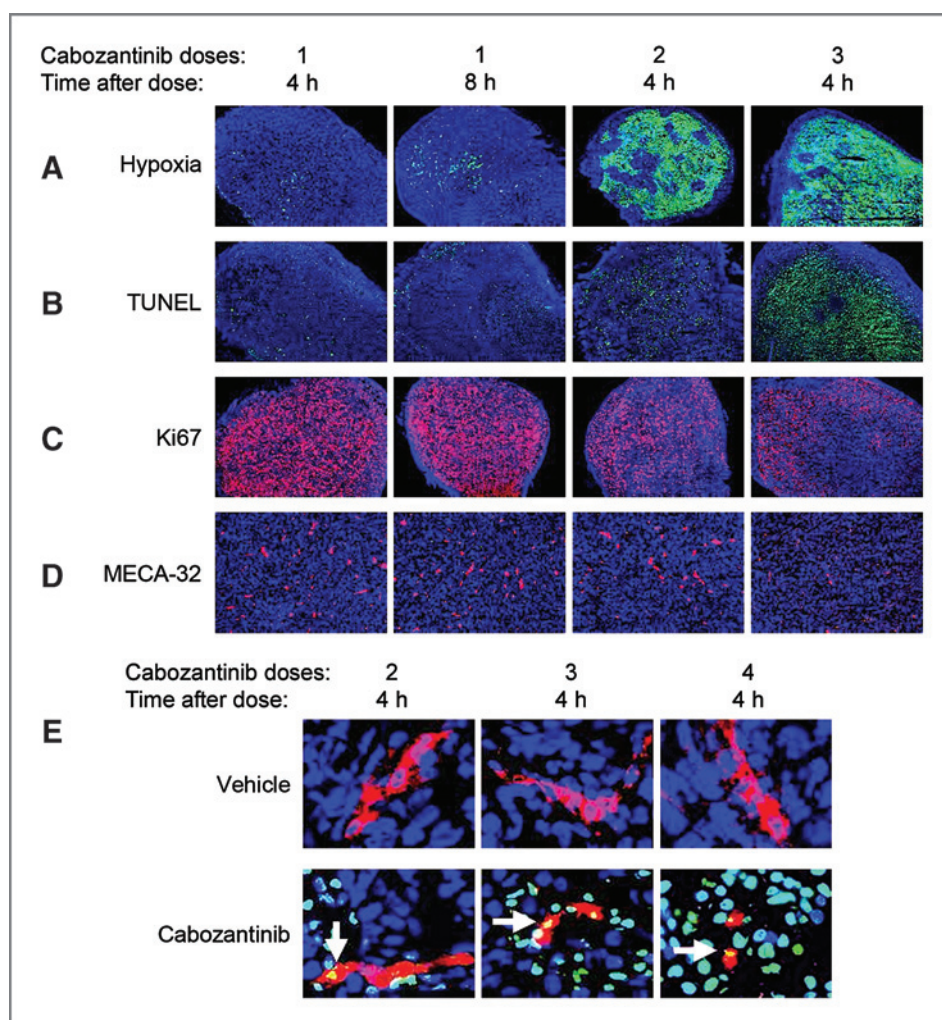 Cabozantinib doses: 1 1 2 3
Time after dose: 4 h 8 h 4 h 4 h
A Hypoxia
B TUNEL
C Ki67
D MECA-32
Cabozantinib doses: 2 3 4
Time after dose: 4 h 4 h 4 h
E
Vehicle
Cabozantinib